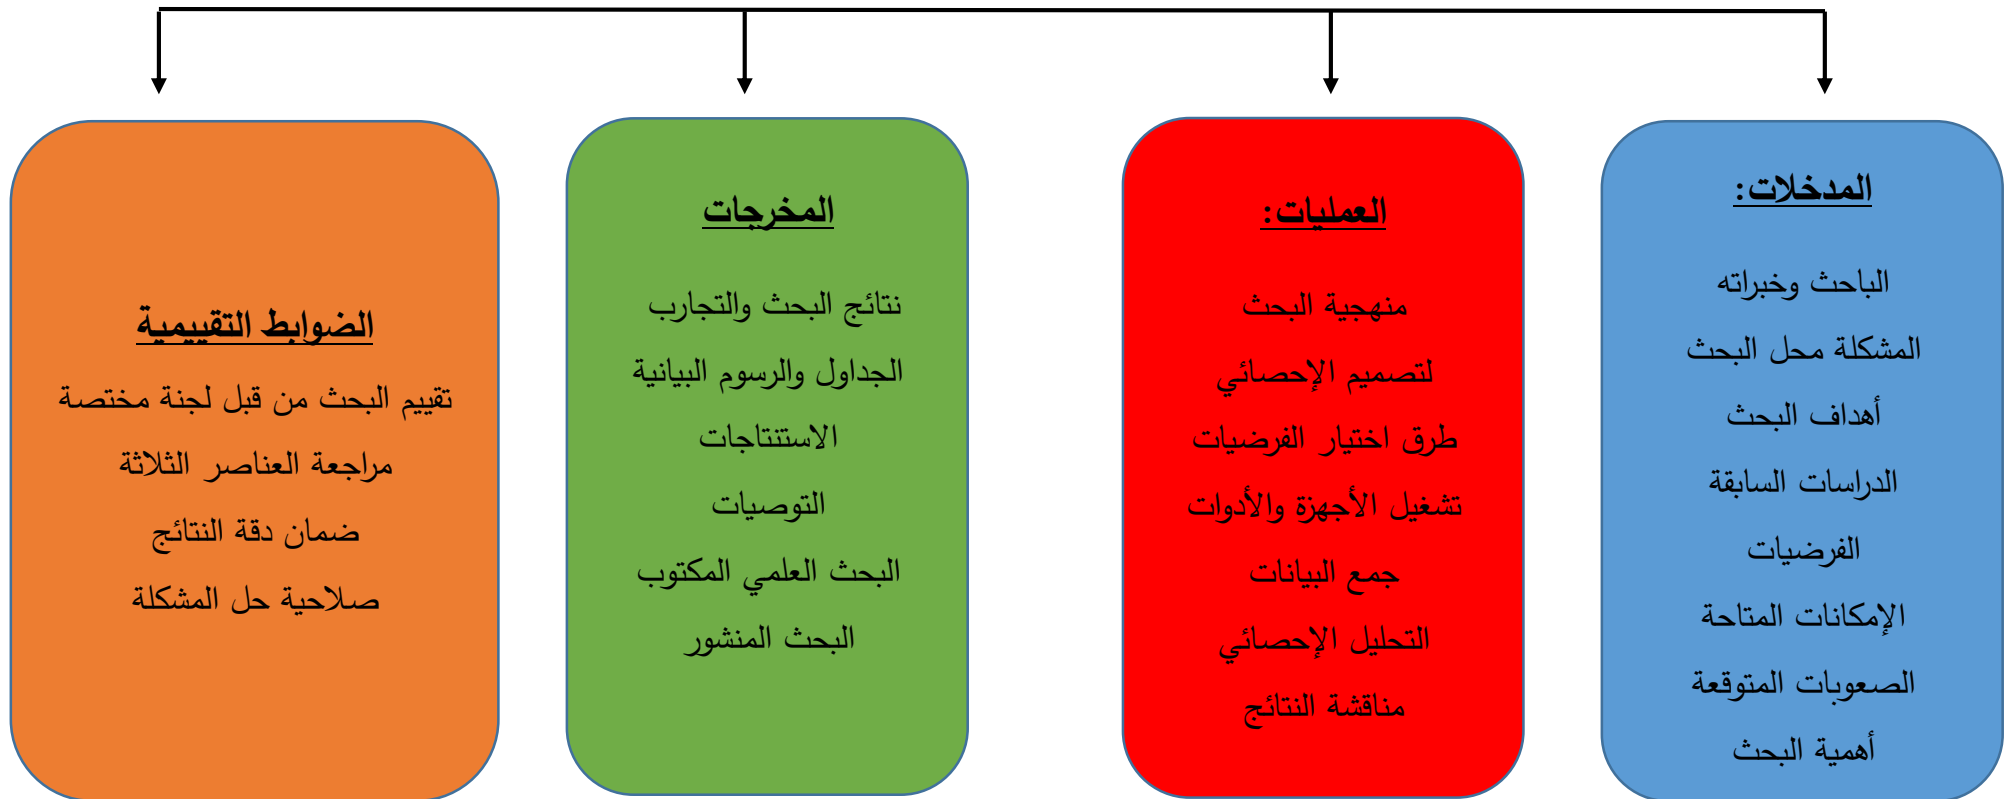 المدخلات:
الباحث وخبراته
المشكلة محل البحث
أهداف البحث
الدراسات السابقة
الفرضيات
الإمكانات المتاحة
الصعوبات المتوقعة
أهمية البحث
العمليات:
منهجية البحث
لتصميم الإحصائي
طرق اختيار الفرضيات
تشغيل الأجهزة والأدوات
جمع البيانات
التحليل الإحصائي
مناقشة النتائج
المخرجات
نتائج البحث والتجارب
الجداول والرسوم البيانية
الاستنتاجات
التوصيات
البحث العلمي المكتوب
البحث المنشور
الضوابط التقييمية
تقييم البحث من قبل لجنة مختصة
مراجعة العناصر الثلاثة
ضمان دقة النتائج
صلاحية حل المشكلة